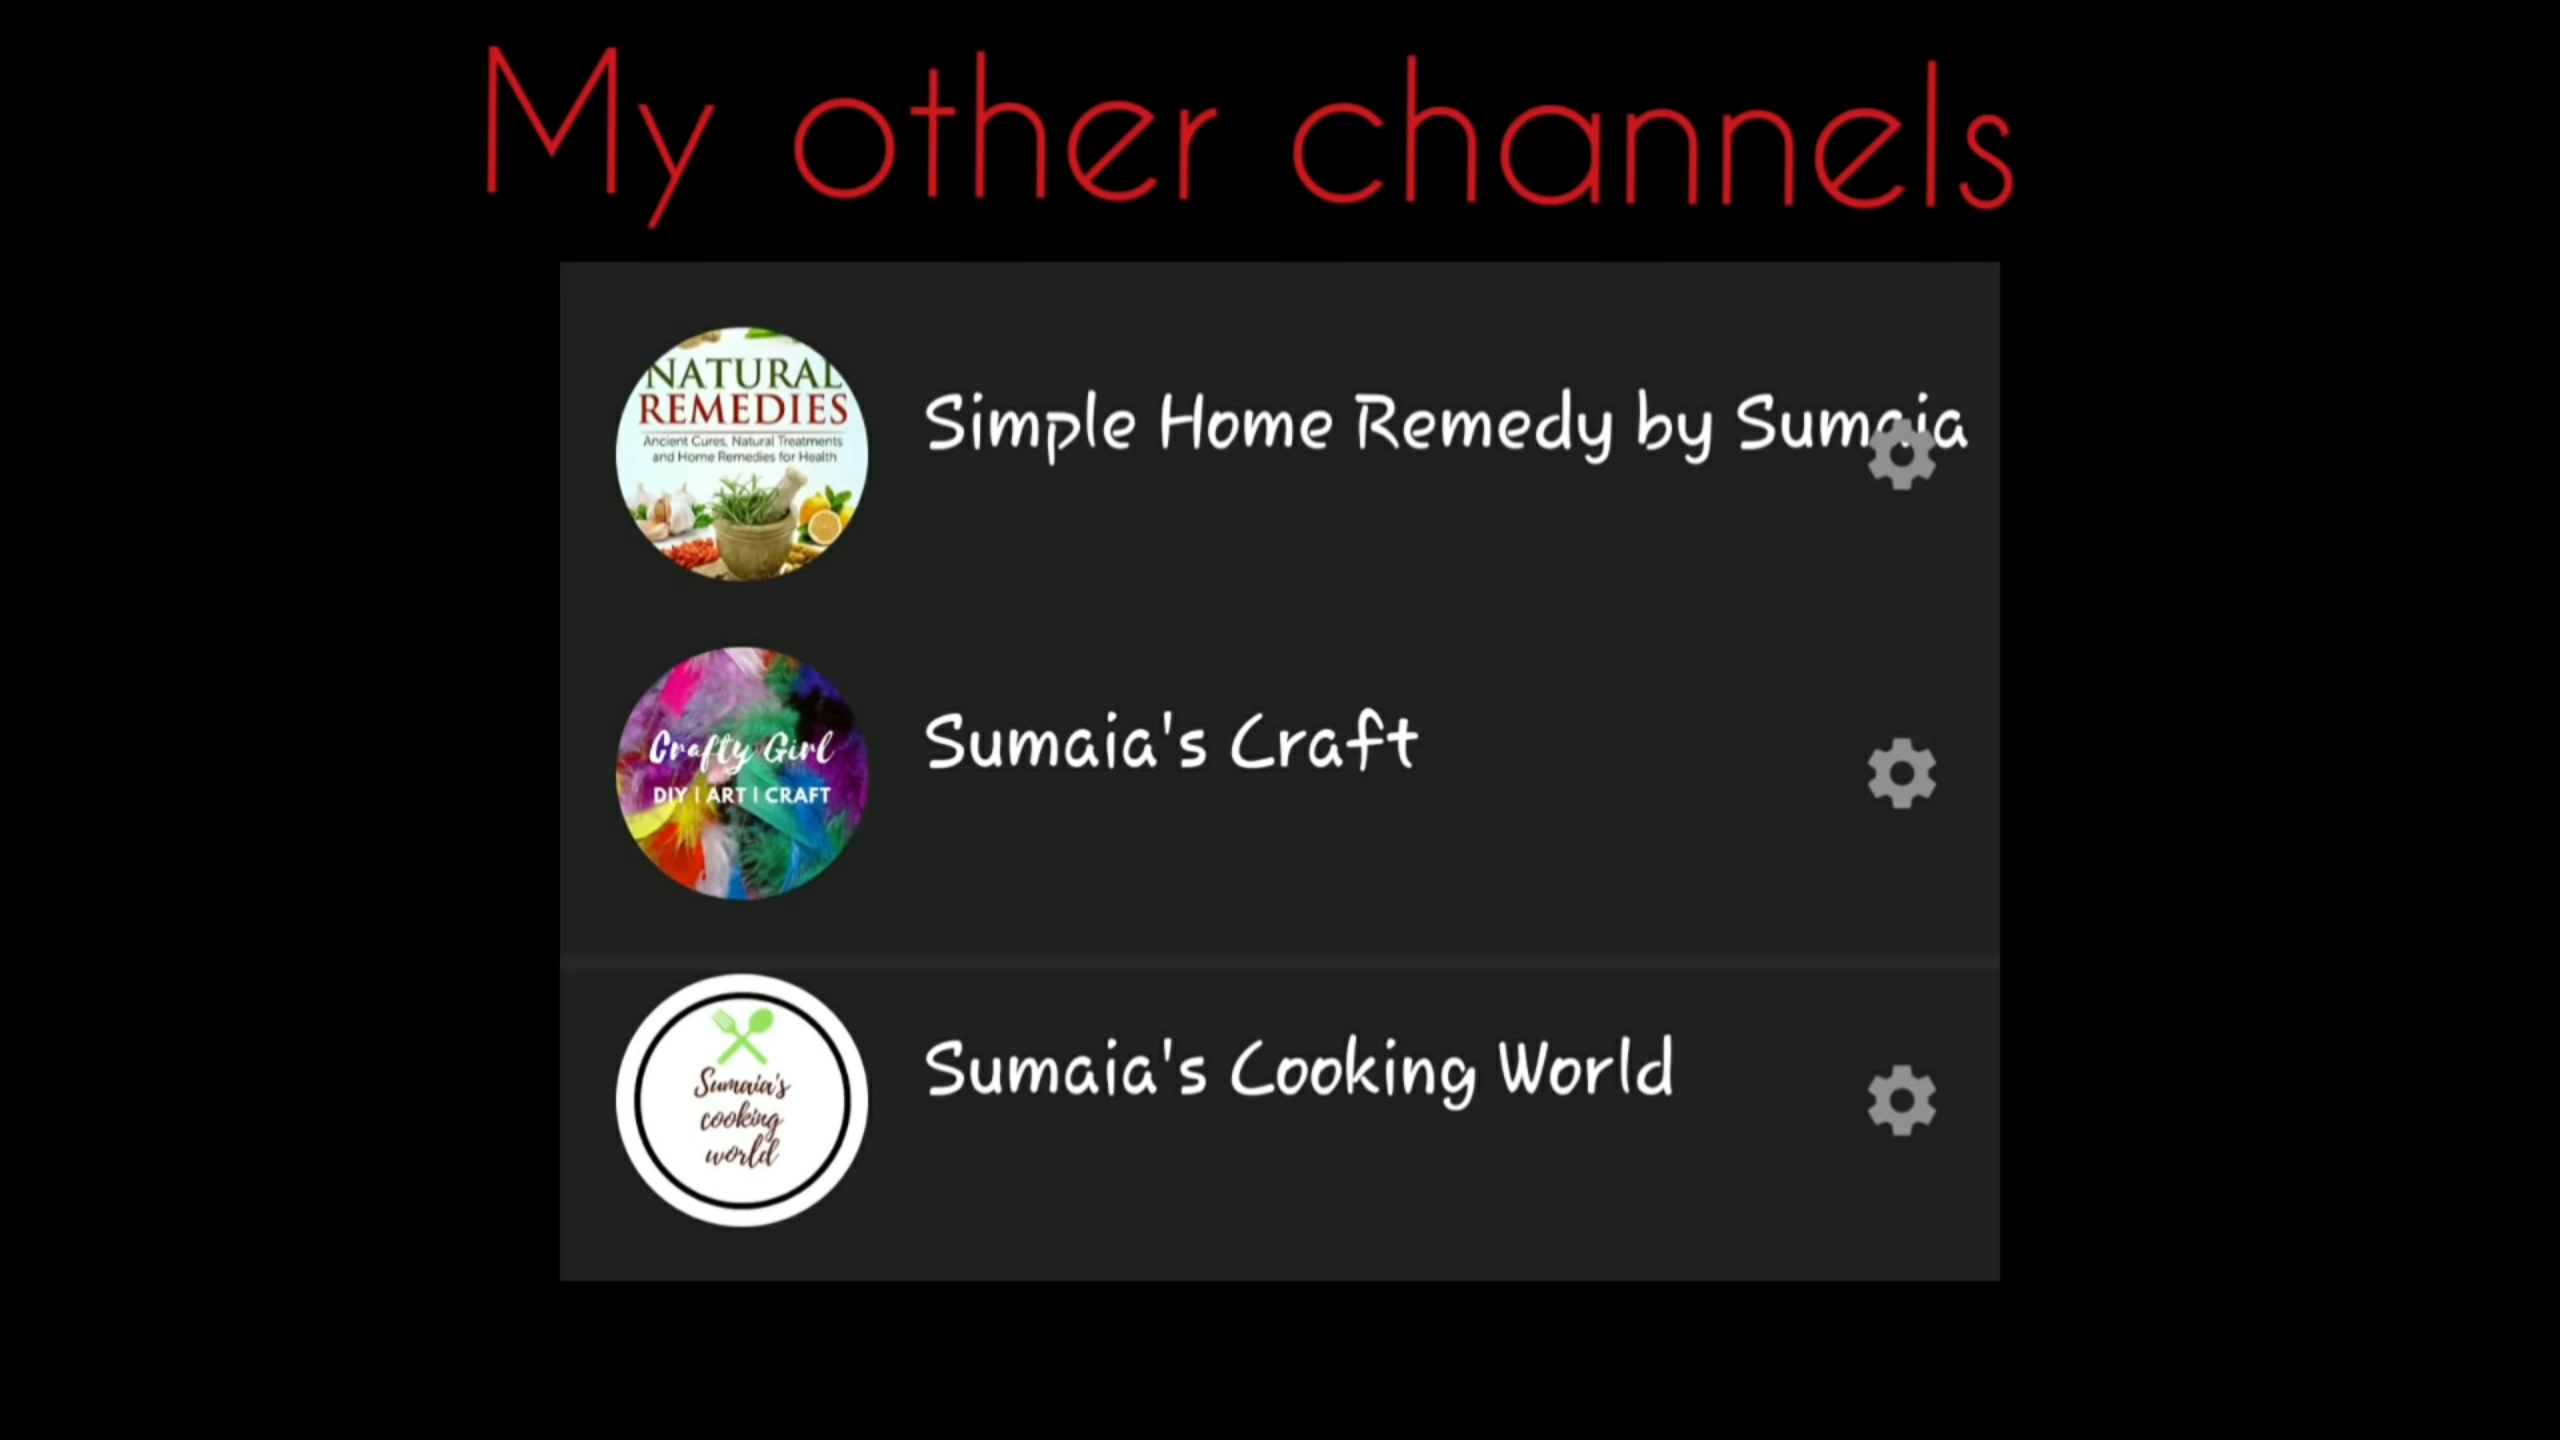 My other channels
NATURAL
REMEDIES
Ancient Cures, Natural Treatments
and Home Remedies for Health
Simple Home Remedy by Sumaia
Crafty Girl
DIY | ART | CRAFT
Sumaia's Craft
Sumaia's
cooking
world
Sumaia's Cooking World